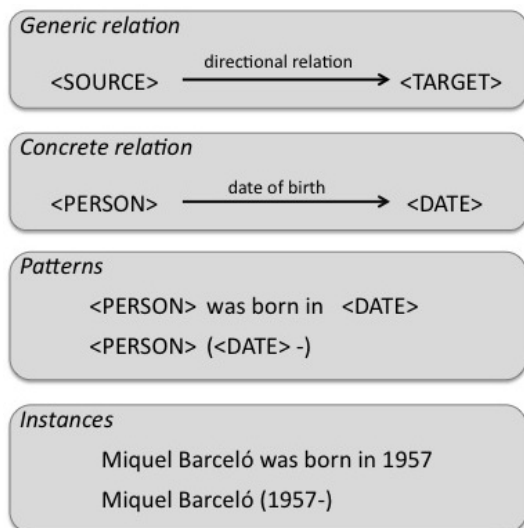 Generic relation
directional relation
<SOURCE> <TARGET>
Concrete relation
date of birth
<PERSON> <DATE>
Patterns
<PERSON> was born in <DATE>
<PERSON> (<DATE> -)
Instances
Miquel Barceló was born in 1957
Miquel Barceló (1957-)